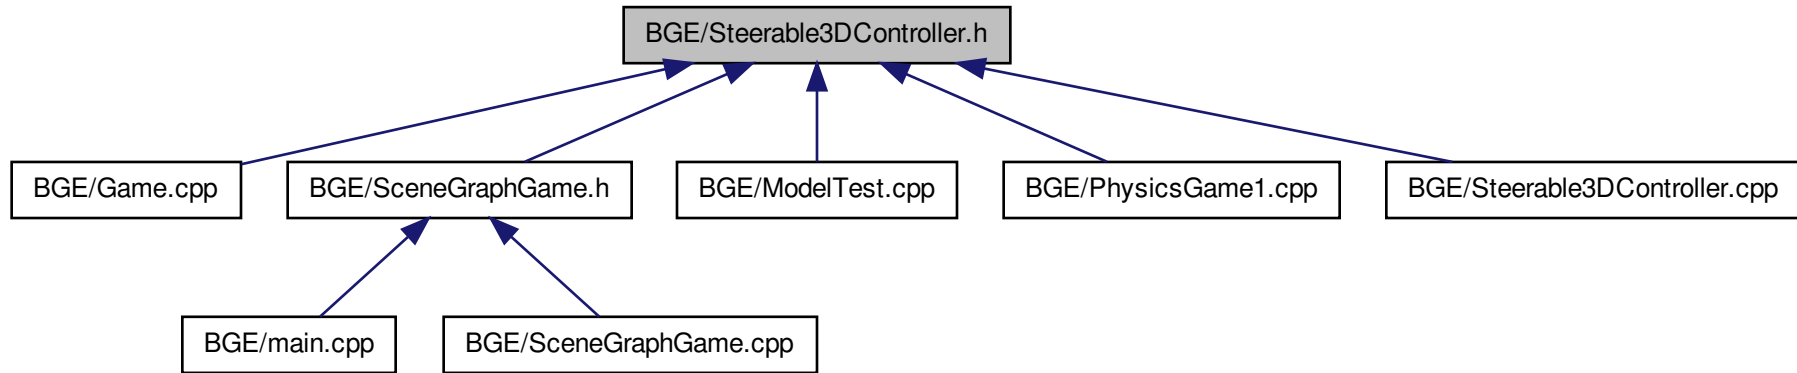 BGE/Steerable3DController.h
BGE/Game.cpp
BGE/SceneGraphGame.h
BGE/ModelTest.cpp
BGE/PhysicsGame1.cpp
BGE/Steerable3DController.cpp
BGE/main.cpp
BGE/SceneGraphGame.cpp